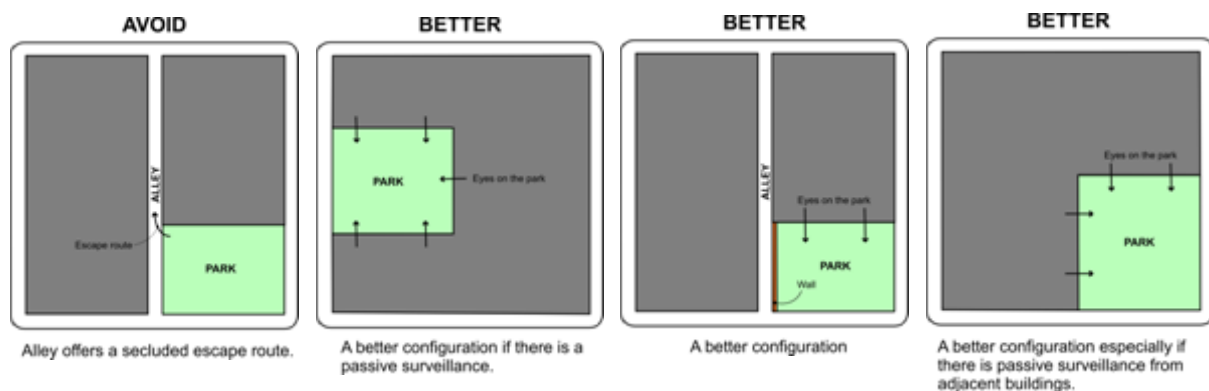 AVOID
ALLEY
Escape route
PARK
Alley offers a secluded escape route.
BETTER
PARK
Eyes on the park
A better configuration if there is a
passive surveillance.
BETTER
ALLEY
Eyes on the park
PARK
Wall
A better configuration
BETTER
Eyes on the park
PARK
A better configuration especially if
there is passive surveillance from
adjacent buildings.